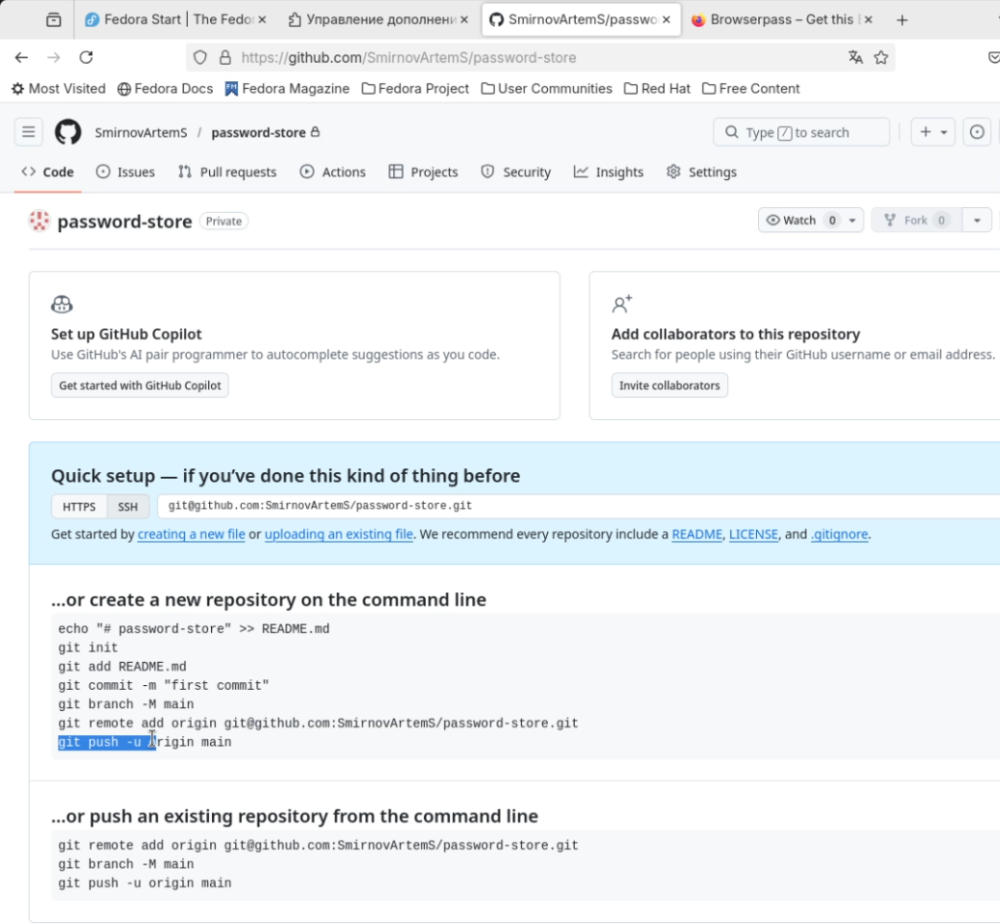 Fedora Start | The Fedor × Управление дополнени × SmirnovArtemS/passwo × Browserpass – Get this × +
https://github.com/SmirnovArtemS/password-store
Most Visited Fedora Docs Fedora Magazine Fedora Project User Communities Red Hat Free Content
SmirnovArtemS / password-store Type / to search
Code Issues Pull requests Actions Projects Security Insights Settings
password-store Private Watch 0 Fork 0
Set up GitHub Copilot
Use GitHub's AI pair programmer to autocomplete suggestions as you code.
Get started with GitHub Copilot
Add collaborators to this repository
Search for people using their GitHub username or email address.
Invite collaborators
Quick setup — if you've done this kind of thing before
HTTPS SSH git@github.com:SmirnovArtemS/password-store.git
Get started by creating a new file or uploading an existing file. We recommend every repository include a README, LICENSE, and .gitignore.
...or create a new repository on the command line
echo "# password-store" >> README.md
git init
git add README.md
git commit -m "first commit"
git branch -M main
git remote add origin git@github.com:SmirnovArtemS/password-store.git
git push -u origin main
...or push an existing repository from the command line
git remote add origin git@github.com:SmirnovArtemS/password-store.git
git branch -M main
git push -u origin main